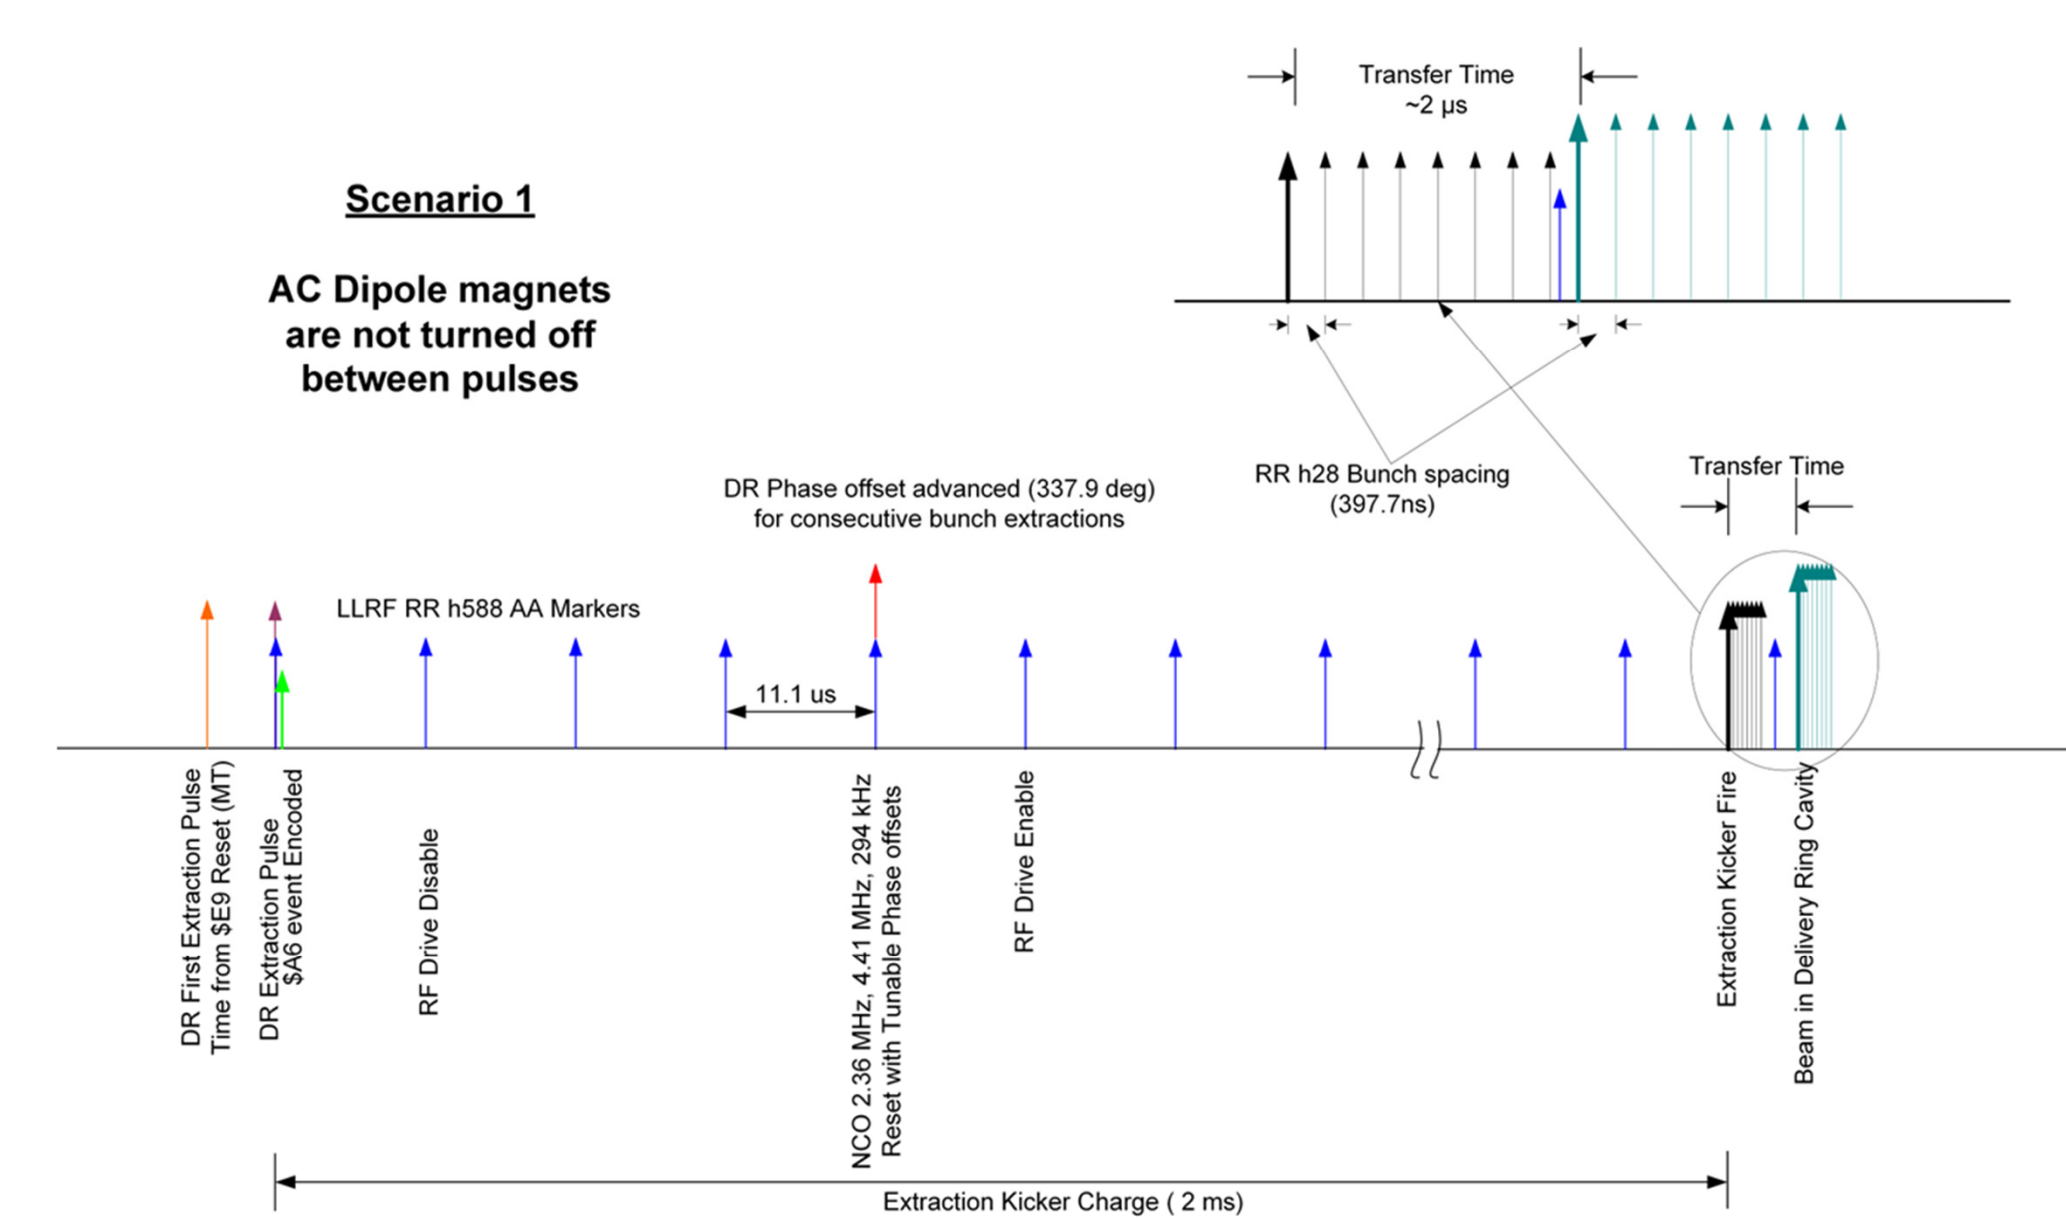 Transfer Time
~2 µs
Scenario 1
AC Dipole magnets
are not turned off
between pulses
RR h28 Bunch spacing
(397.7ns)
Transfer Time
DR Phase offset advanced (337.9 deg)
for consecutive bunch extractions
LLRF RR h588 AA Markers
11.1 us
DR First Extraction Pulse
Time from $E9 Reset (MT)
DR Extraction Pulse
$A6 event Encoded
RF Drive Disable
NCO 2.36 MHz, 4.41 MHz, 294 kHz
Reset with Tunable Phase offsets
RF Drive Enable
Extraction Kicker Fire
Beam in Delivery Ring Cavity
Extraction Kicker Charge ( 2 ms)